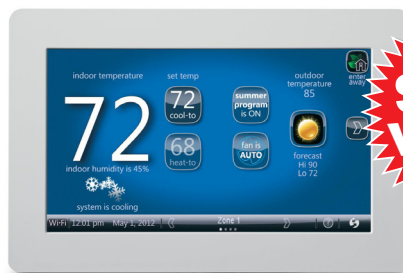 indoor temperature
72
indoor humidity is 45%
system is cooling
set temp
72
cool-to
68
heat-to
summer
program
is ON
fan is
AUTO
outdoor
temperature
85
forecast
Hi 90
Lo 72
enter
away
Wi-Fi 12:01 pm May 1, 2012 Zone 1